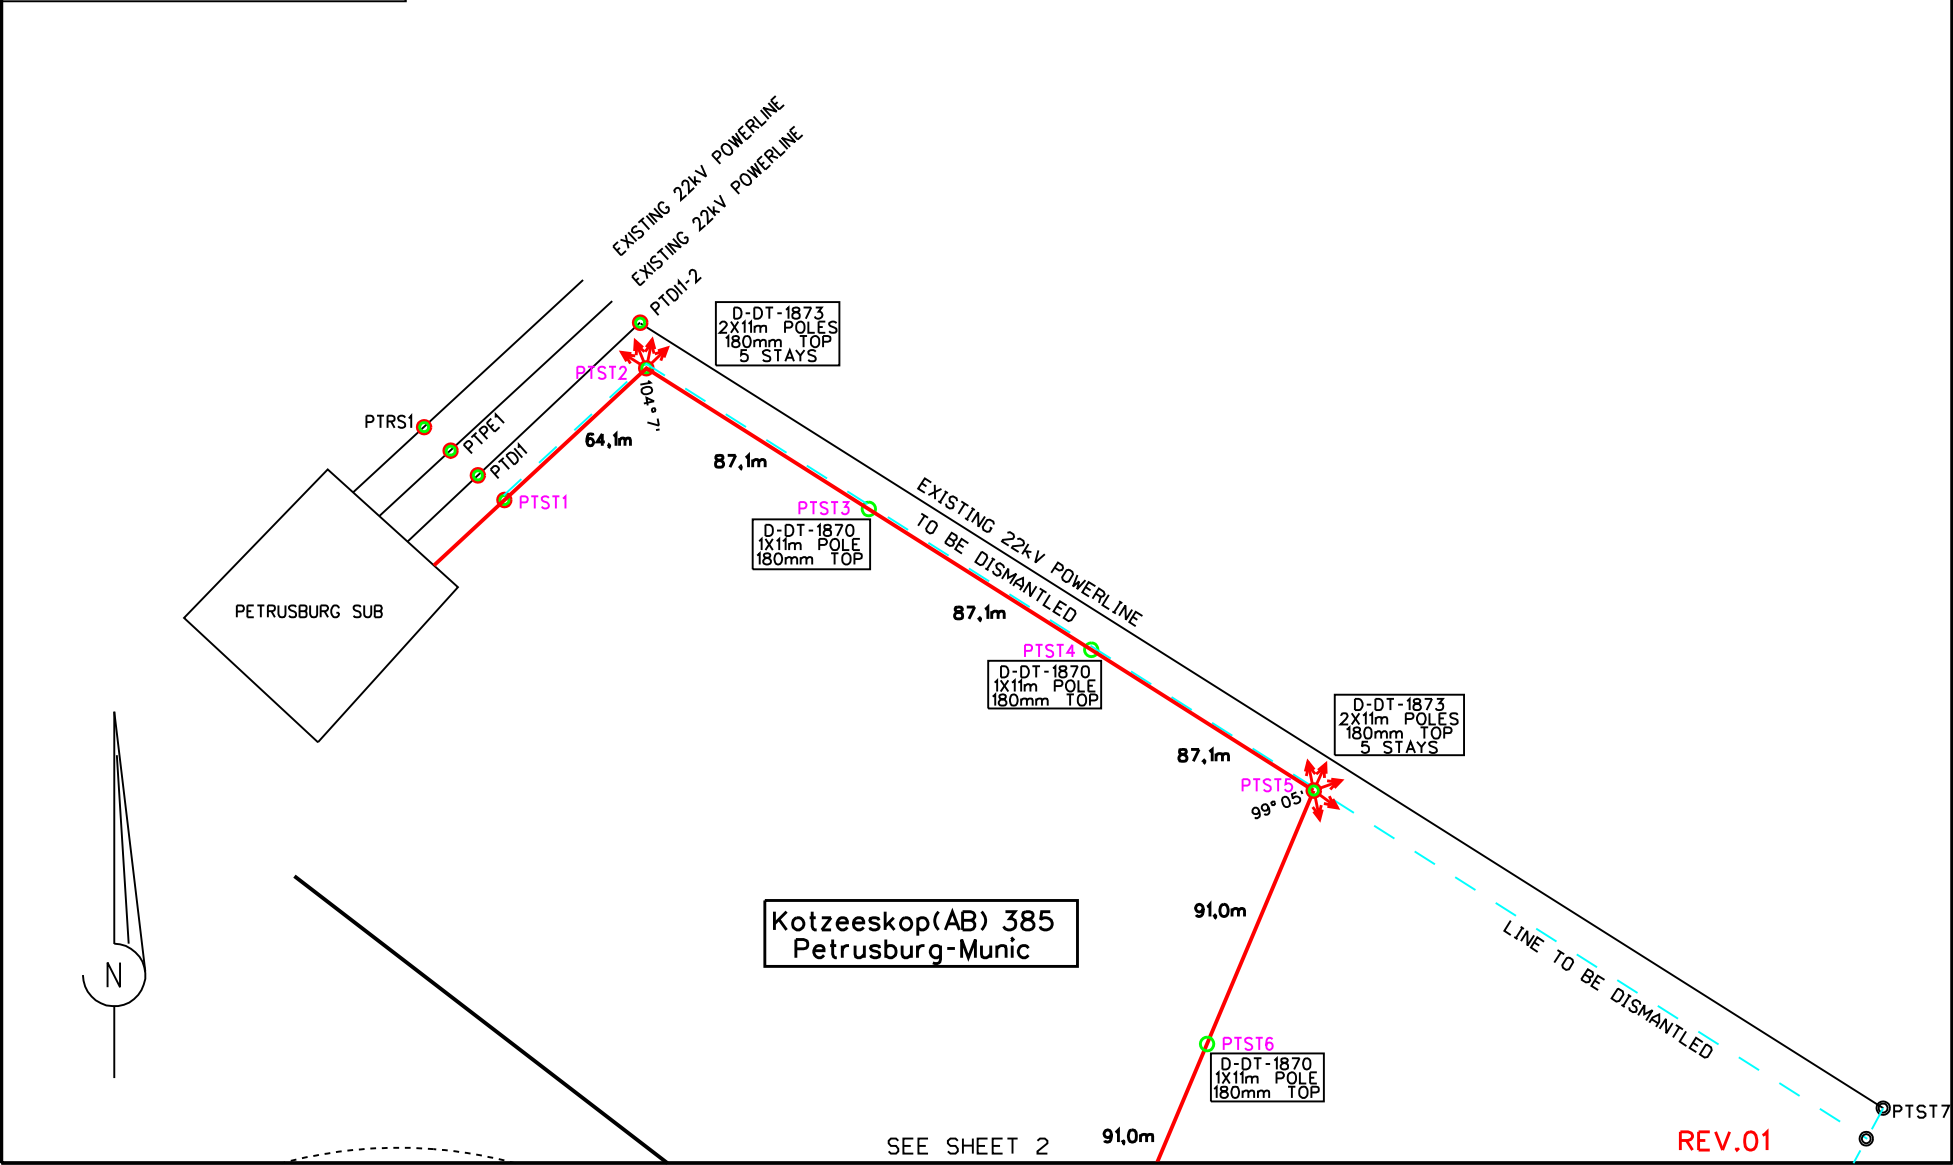 EXISTING 22kV POWERLINE
EXISTING 22kV POWERLINE
PTDI1-2
D-DT-1873
2X11m POLES
180mm TOP
5 STAYS
PTST2
104° 7'
PTRS1
PTPE1
PTDI1
64,1m
87,1m
PTST1
PTST3
D-DT-1870
1X11m POLE
180mm TOP
EXISTING 22kV POWERLINE
TO BE DISMANTLED
PETRUSBURG SUB
87,1m
PTST4
D-DT-1870
1X11m POLE
180mm TOP
D-DT-1873
2X11m POLES
180mm TOP
5 STAYS
87,1m
PTST5
99° 05'
91,0m
Kotzeeskop(AB) 385
Petrusburg-Munic
LINE TO BE DISMANTLED
N
PTST6
D-DT-1870
1X11m POLE
180mm TOP
PTST7
91,0m
SEE SHEET 2
REV.01